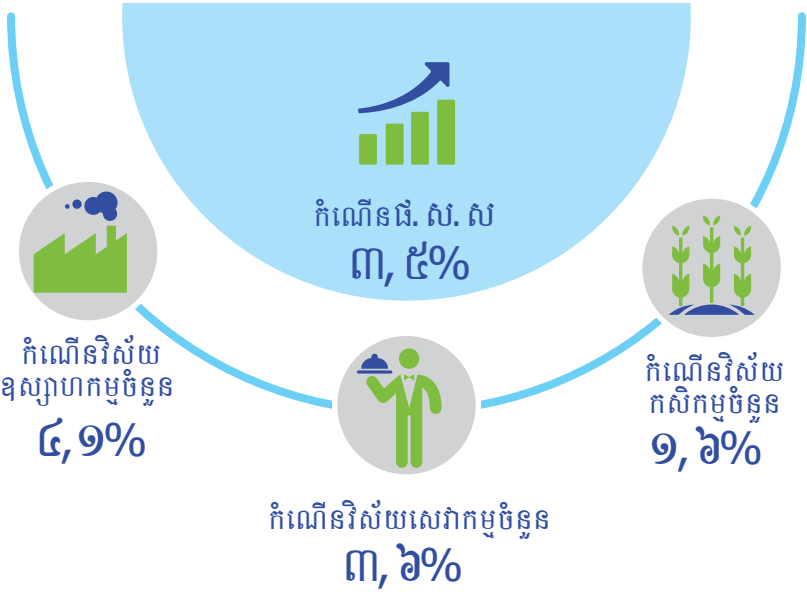 កំណើនផ. ស. ស
៣, ៥%
កំណើនវិស័យ
ឧស្សាហកម្មចំនួន
៤,១%
កំណើនវិស័យសេវាកម្មចំនួន
៣, ៦%
កំណើនវិស័យ
កសិកម្មចំនួន
១, ៦%